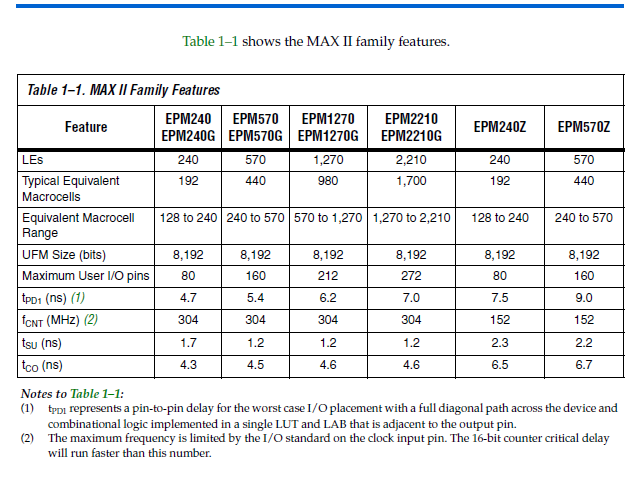 Table 1–1 shows the MAX II family features.
Table 1–1. MAX II Family Features
Feature EPM240 EPM240G EPM570 EPM570G EPM1270 EPM1270G EPM2210 EPM2210G EPM240Z EPM570Z
LEs 240 570 1,270 2,210 240 570
Typical Equivalent Macrocells 192 440 980 1,700 192 440
Equivalent Macrocell Range 128 to 240 240 to 570 570 to 1,270 1,270 to 2,210 128 to 240 240 to 570
UFM Size (bits) 8,192 8,192 8,192 8,192 8,192 8,192
Maximum User I/O pins 80 160 212 272 80 160
tPD1 (ns) (1) 4.7 5.4 6.2 7.0 7.5 9.0
fCNT (MHz) (2) 304 304 304 304 152 152
tSU (ns) 1.7 1.2 1.2 1.2 2.3 2.2
tCO (ns) 4.3 4.5 4.6 4.6 6.5 6.7
Notes to Table 1–1:
(1) tPD1 represents a pin-to-pin delay for the worst case I/O placement with a full diagonal path across the device and
combinational logic implemented in a single LUT and LAB that is adjacent to the output pin.
(2) The maximum frequency is limited by the I/O standard on the clock input pin. The 16-bit counter critical delay
will run faster than this number.